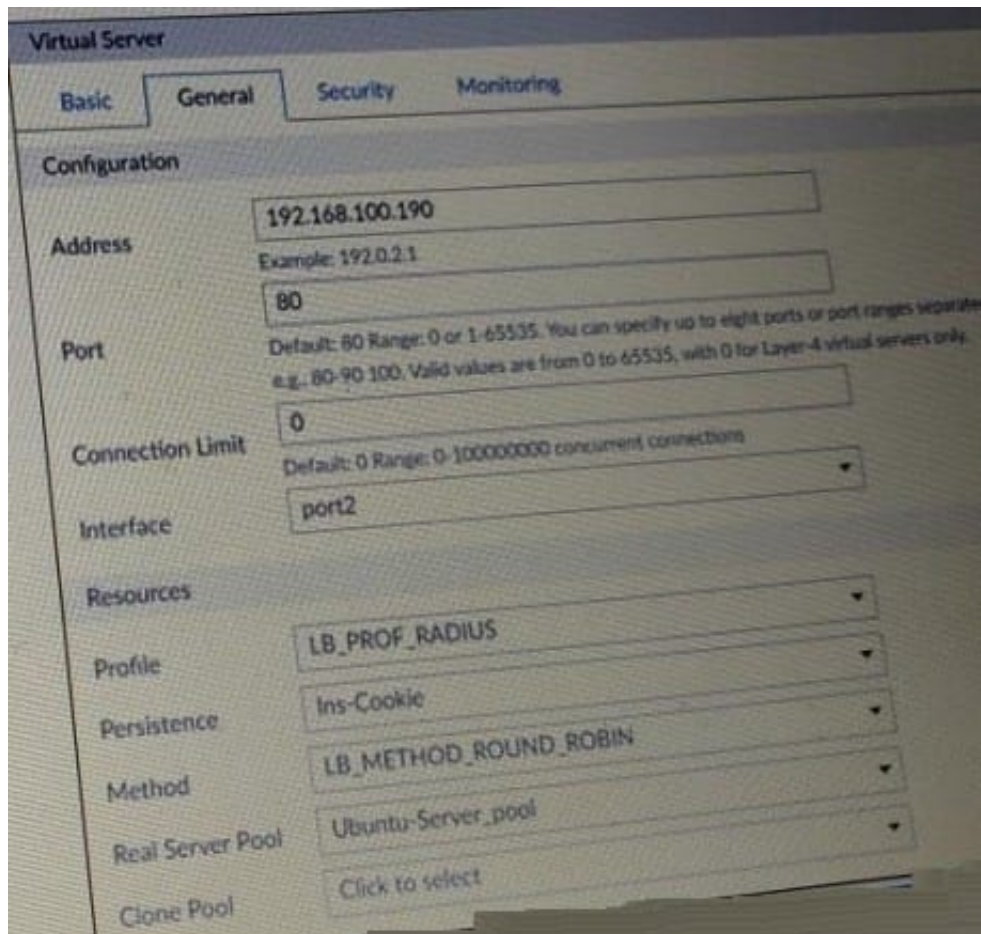 Virtual Server
Basic General Security Monitoring
Configuration
Address
192.168.100.190
Example: 192.0.2.1
Port
80
Default: 80 Range: 0 or 1-65535. You can specify up to eight ports or port ranges separate
e.g., 80-90 100. Valid values are from 0 to 65535, with 0 for Layer-4 virtual servers only.
Connection Limit
0
Default: 0 Range: 0-100000000 concurrent connections
Interface
port2
Resources
Profile
LB_PROF_RADIUS
Persistence
Ins-Cookie
Method
LB_METHOD_ROUND_ROBIN
Real Server Pool
Ubuntu-Server_pool
Clone Pool
Click to select